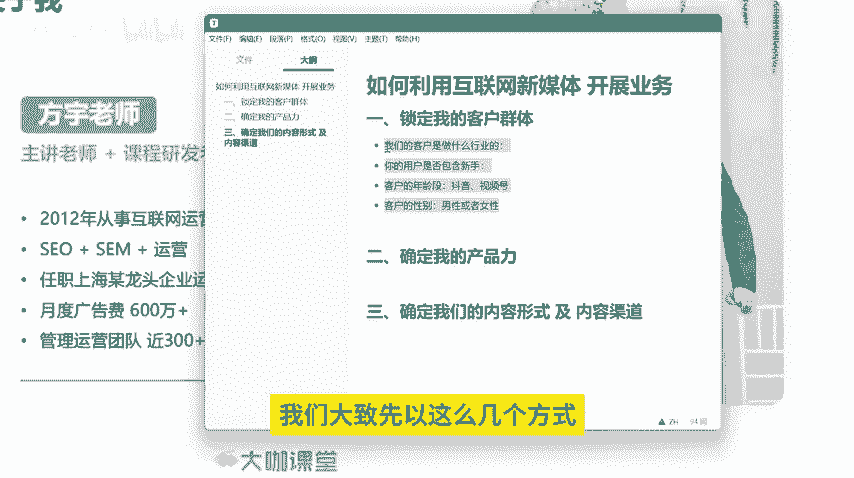 于我
方宇老师
主讲老师 + 课程研发
• 2012年从事互联网运营
• SEO + SEM + 运营
• 任职上海某龙头企业运
• 月度广告费 600万+
• 管理运营团队 近300+
文件(F) 编辑(E) 段落(P) 格式(O) 视图(V) 主题(T) 帮助(H)
文件 大纲
如何利用互联网新媒体 开展业务
一、锁定我的客户群体
二、确定我的产品力
三、确定我们的内容形式 及
内容渠道
如何利用互联网新媒体 开展业务
一、锁定我的客户群体
• 我们的客户是做什么行业的:
• 你的用户是否包含新手:
• 客户的年龄段：抖音、视频号
• 客户的性别：男性或者女性
二、确定我的产品力
三、确定我们的内容形式 及 内容渠道
ZH 94 词
我们大致先以这么几个方式
大咖课堂